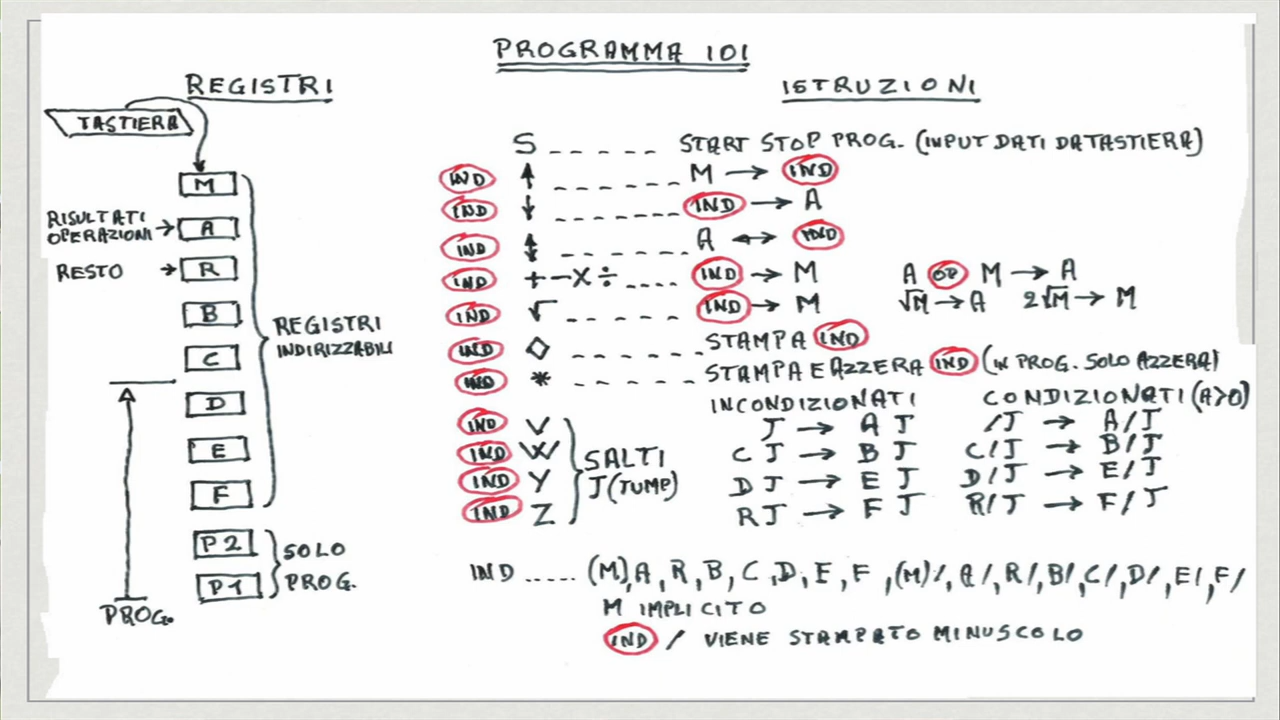 PROGRAMMA 101
REGISTRI
ISTRUZIONI
TASTIERA
M
RISULTATI
OPERAZIONI
A
RESTO
R
B
C
D
E
F
REGISTRI
INDIRIZZABILI
P2
P1
SOLO
PROG.
PROG.
S _ _ _ _ _ START STOP PROG. (INPUT DATI DA TASTIERA)
IND ↑ _ _ _ _ _ _ M → IND
IND ↓ _ _ _ _ _ _ IND → A
IND ↕ _ _ _ _ _ _ A ↔ IND
IND + − X ÷ _ _ _ _ IND → M A OP M → A
IND √ _ _ _ _ _ IND → M √M → A 2√M → M
IND ◇ _ _ _ _ _ _ STAMPA IND
IND * _ _ _ _ _ _ STAMPA E AZZERA IND (IN PROG. SOLO AZZERA)
INCONDIZIONATI CONDIZIONATI (A>0)
IND V J → A J /J → A/J
IND W C J → B J C/J → B/J
IND Y D J → E J D/J → E/J
IND Z R J → F J R/J → F/J
SALTI
J (JUMP)
IND ..... (M), A, R, B, C, D, E, F, (M)/, A/, R/, B/, C/, D/, E/, F/
M IMPLICITO
IND / VIENE STAMPATO MINUSCOLO